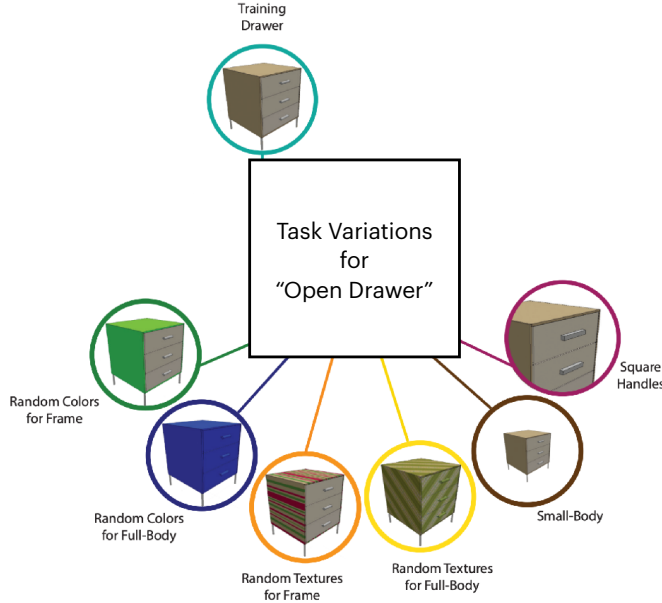 Training
Drawer
Task Variations
for
“Open Drawer”
Square
Handles
Random Colors
for Frame
Small-Body
Random Colors
for Full-Body
Random Textures
for Full-Body
Random Textures
for Frame